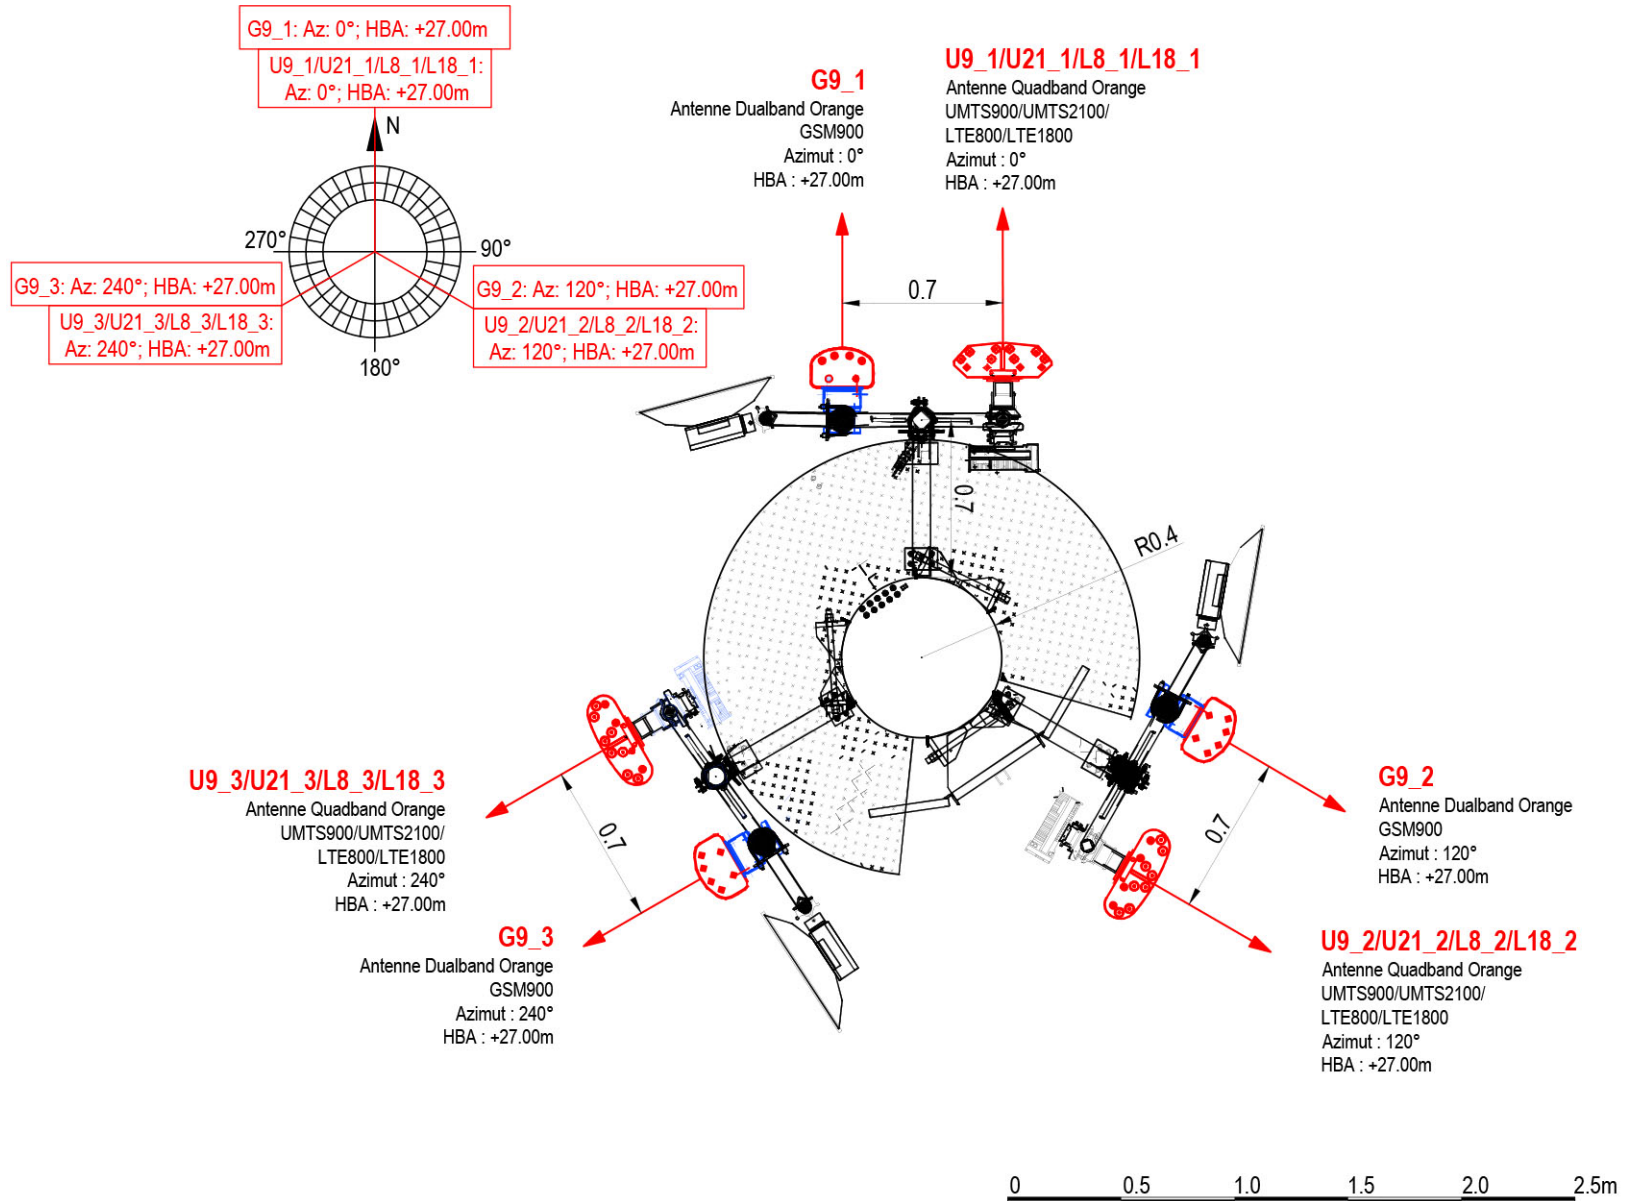 G9_1: Az: 0°; HBA: +27.00m
U9_1/U21_1/L8_1/L18_1:
Az: 0°; HBA: +27.00m
N
270°
90°
180°
G9_3: Az: 240°; HBA: +27.00m
U9_3/U21_3/L8_3/L18_3:
Az: 240°; HBA: +27.00m
G9_2: Az: 120°; HBA: +27.00m
U9_2/U21_2/L8_2/L18_2:
Az: 120°; HBA: +27.00m
G9_1
Antenne Dualband Orange
GSM900
Azimut : 0°
HBA : +27.00m
U9_1/U21_1/L8_1/L18_1
Antenne Quadband Orange
UMTS900/UMTS2100/
LTE800/LTE1800
Azimut : 0°
HBA : +27.00m
0.7
0.7
R0.4
U9_3/U21_3/L8_3/L18_3
Antenne Quadband Orange
UMTS900/UMTS2100/
LTE800/LTE1800
Azimut : 240°
HBA : +27.00m
0.7
G9_3
Antenne Dualband Orange
GSM900
Azimut : 240°
HBA : +27.00m
0.7
G9_2
Antenne Dualband Orange
GSM900
Azimut : 120°
HBA : +27.00m
U9_2/U21_2/L8_2/L18_2
Antenne Quadband Orange
UMTS900/UMTS2100/
LTE800/LTE1800
Azimut : 120°
HBA : +27.00m
0 0.5 1.0 1.5 2.0 2.5m